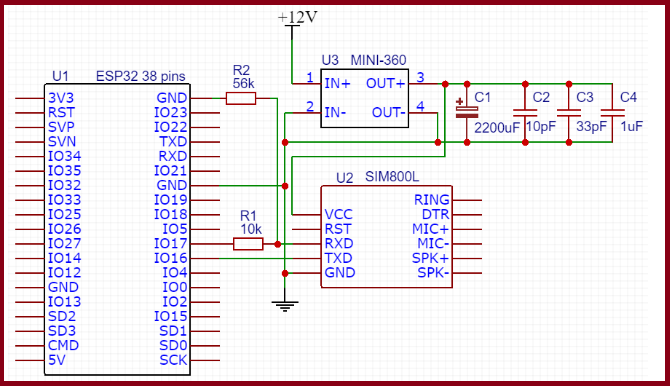 +12V
U3 MINI-360
1 IN+ OUT+ 3
2 IN- OUT- 4
C1 C2 C3 C4
+
2200uF 10pF 33pF 1uF
U1 ESP32 38 pins
R2
56k
3V3 GND
RST IO23
SVP IO22
SVN TXD
IO34 RXD
IO35 IO21
IO32 GND
IO33 IO19
IO25 IO18
IO26 IO5
IO27 IO17
IO14 IO16
IO12 IO4
GND IO0
IO13 IO2
SD2 IO15
SD3 SD1
CMD SD0
5V SCK
R1
10k
U2 SIM800L
RING
VCC DTR
RST MIC+
RXD MIC-
TXD SPK+
GND SPK-